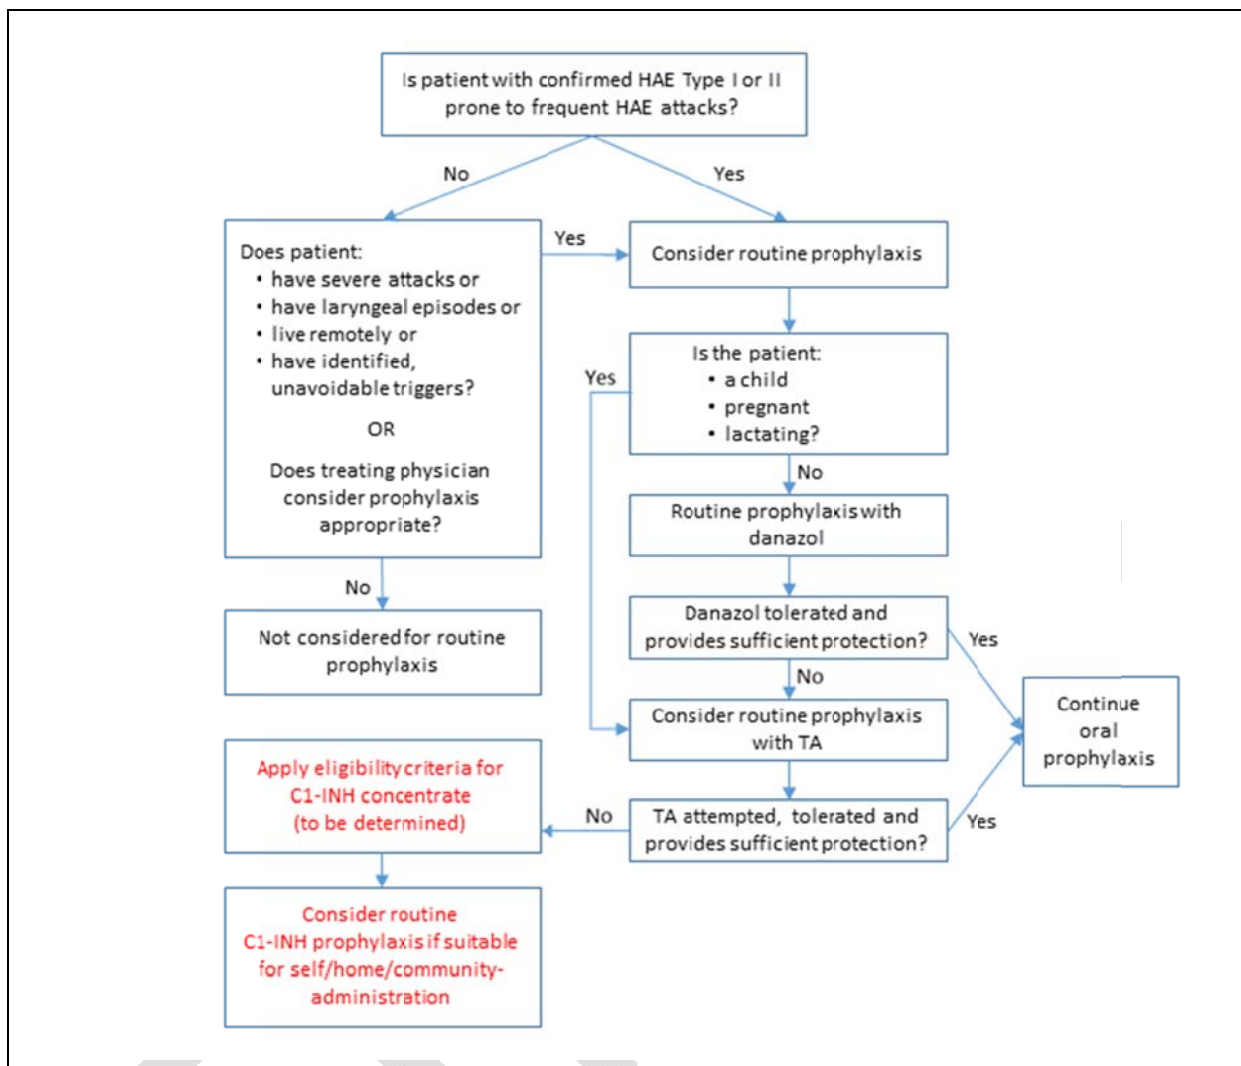 Is patient with confirmed HAE Type I or II
prone to frequent HAE attacks?
No
Yes
Does patient:
• have severe attacks or
• have laryngeal episodes or
• live remotely or
• have identified,
unavoidable triggers?
OR
Does treating physician
consider prophylaxis
appropriate?
Yes
Consider routine prophylaxis
Is the patient:
• a child
• pregnant
• lactating?
Yes
No
Routine prophylaxis with
danazol
No
Not considered for routine
prophylaxis
Danazol tolerated and
provides sufficient protection?
Yes
No
Consider routine prophylaxis
with TA
Continue
oral
prophylaxis
TA attempted, tolerated and
provides sufficient protection?
Yes
No
Apply eligibility criteria for
C1-INH concentrate
(to be determined)
Consider routine
C1-INH prophylaxis if suitable
for self/home/community-
administration